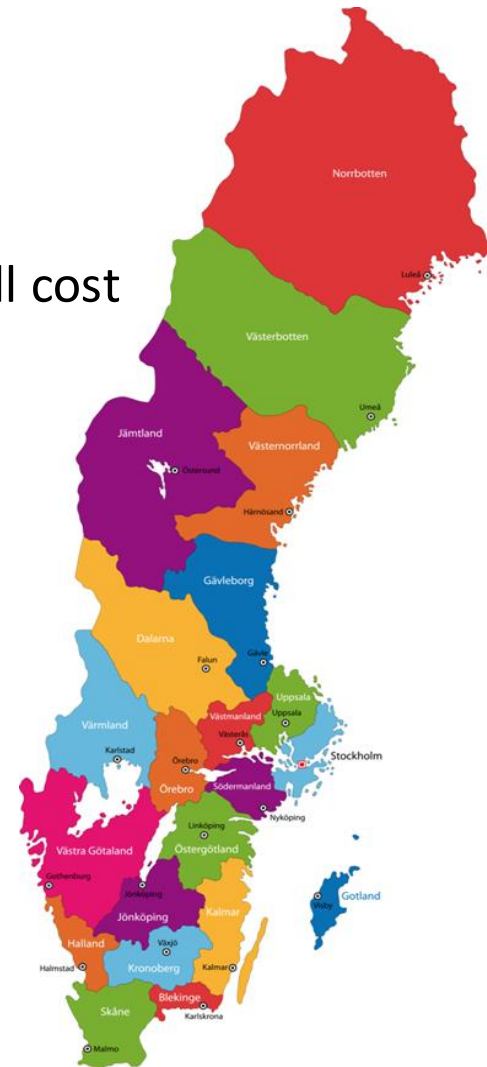 Norrbotten
Luleå
ll cost
Västerbotten
Umeå
Jämtland
Västernorrland
Östersund
Härnösand
Gävleborg
Dalarna
Falun
Gävle
Uppsala
Uppsala
Värmland
Västmanland
Västerås
Karlstad
Stockholm
Örebro
Örebro
Södermanland
Nyköping
Linköping
Östergötland
Västra Götaland
Gothenburg
Jönköping
Jönköping
Kalmar
Gotland
Visby
Halland
Växjö
Halmstad
Kronoberg
Kalmar
Blekinge
Karlskrona
Skåne
Malmo